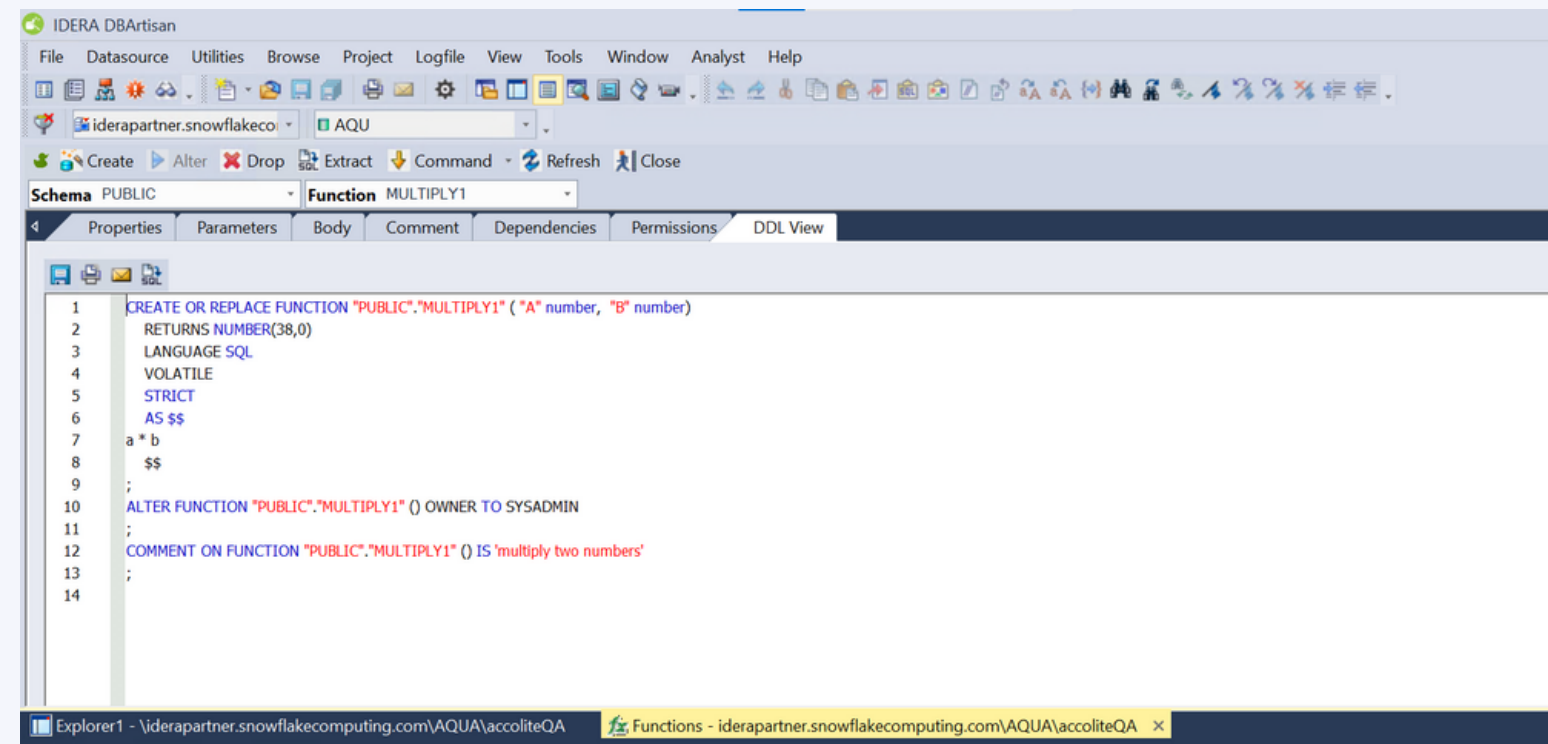 IDERA DBArtisan
File Datasource Utilities Browse Project Logfile View Tools Window Analyst Help
iderapartner.snowflakeco AQU
Create Alter Drop Extract Command Refresh Close
Schema PUBLIC Function MULTIPLY1
Properties Parameters Body Comment Dependencies Permissions DDL View
SQL
1 CREATE OR REPLACE FUNCTION "PUBLIC"."MULTIPLY1" ( "A" number, "B" number)
2 RETURNS NUMBER(38,0)
3 LANGUAGE SQL
4 VOLATILE
5 STRICT
6 AS $$
7 a * b
8 $$
9 ;
10 ALTER FUNCTION "PUBLIC"."MULTIPLY1" () OWNER TO SYSADMIN
11 ;
12 COMMENT ON FUNCTION "PUBLIC"."MULTIPLY1" () IS 'multiply two numbers'
13 ;
14
Explorer1 - \iderapartner.snowflakecomputing.com\AQUA\accoliteQA Functions - iderapartner.snowflakecomputing.com\AQUA\accoliteQA ×